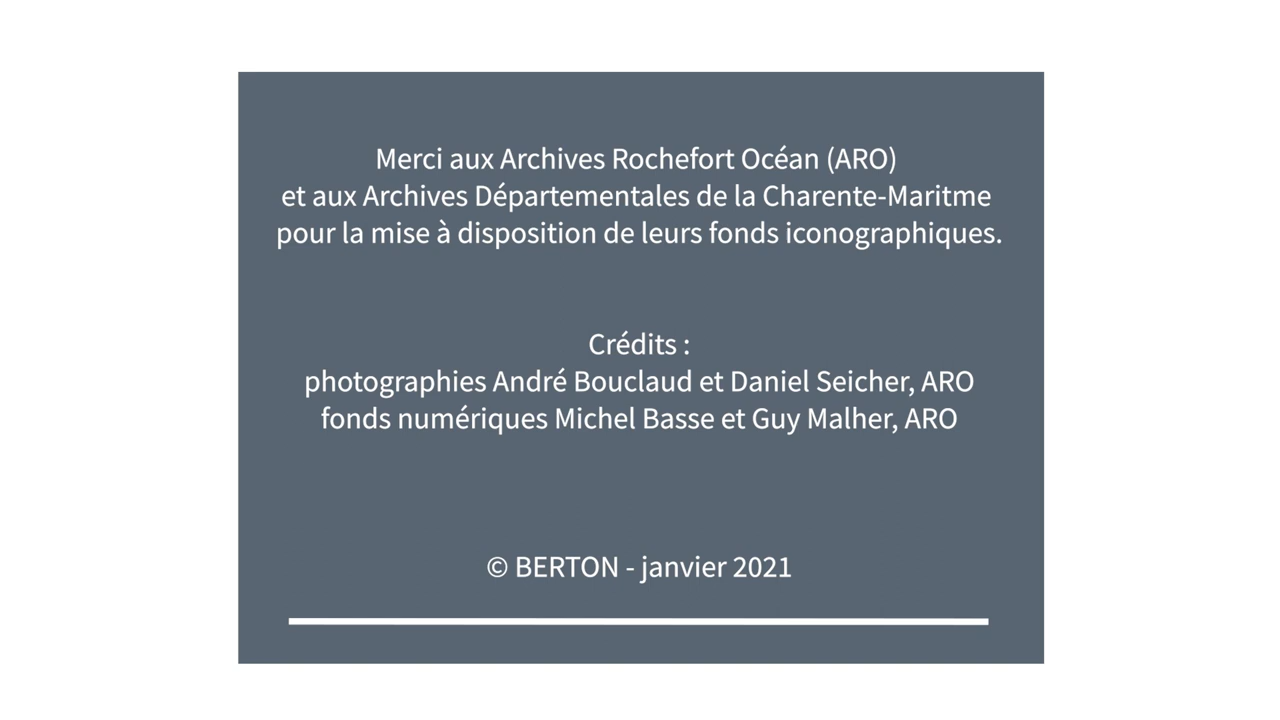 Merci aux Archives Rochefort Océan (ARO)
et aux Archives Départementales de la Charente-Maritme
pour la mise à disposition de leurs fonds iconographiques.
Crédits :
photographies André Bouclaud et Daniel Seicher, ARO
fonds numériques Michel Basse et Guy Malher, ARO
© BERTON - janvier 2021